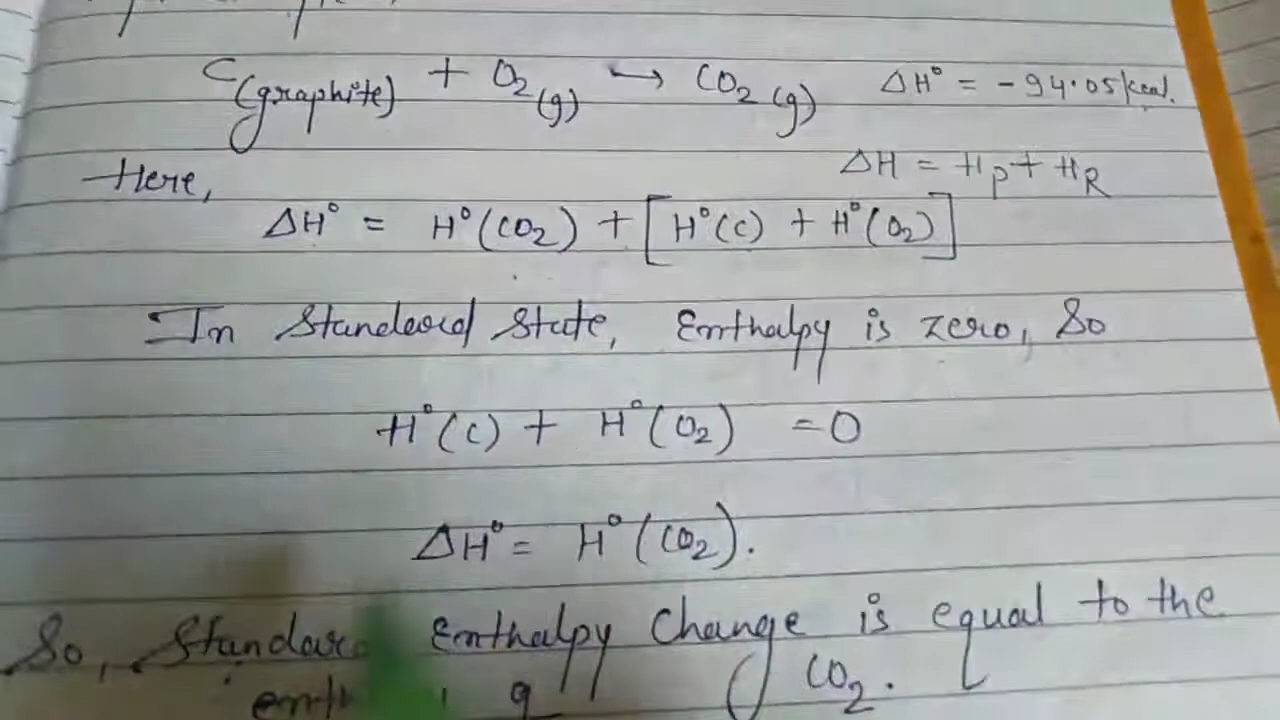 C(graphite) + O2(g) → CO2(g) ΔH° = -94.05 kcal.
ΔH = HP + HR
Here,
ΔH° = H°(CO2) + [H°(C) + H°(O2)]
In Standard State, Enthalpy is zero, So
H°(C) + H°(O2) = 0
ΔH° = H°(CO2).
So, Standard Enthalpy Change is equal to the
CO2.